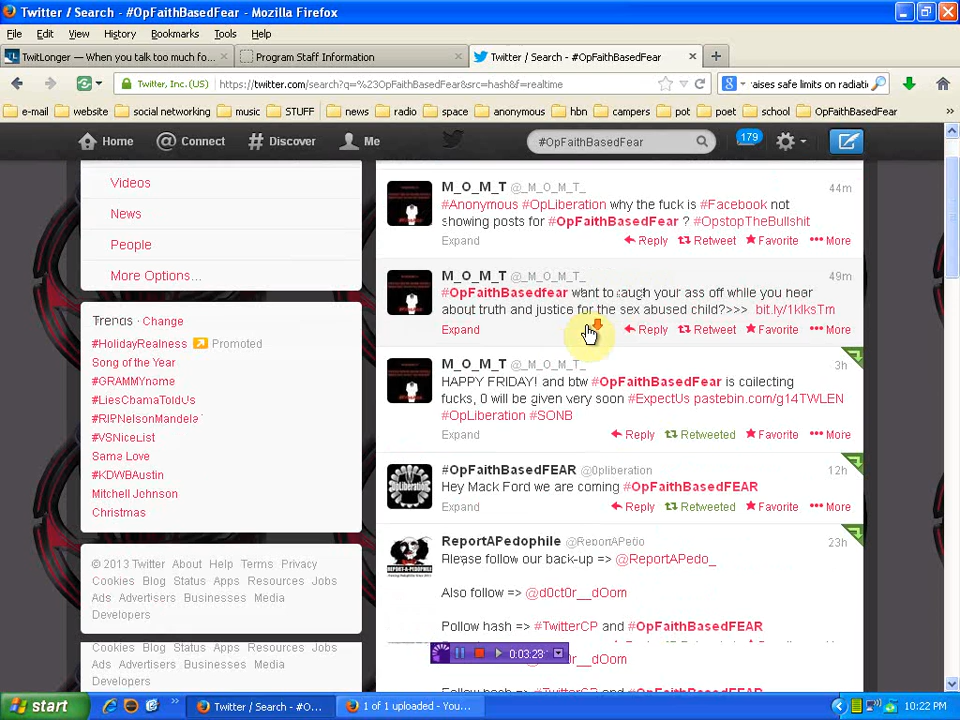 Twitter / Search - #OpFaithBasedFear - Mozilla Firefox
File Edit View History Bookmarks Tools Help
TwitLonger — When you talk too much fo... Program Staff Information Twitter / Search - #OpFaithBasedFear
Twitter, Inc. (US) https://twitter.com/search?q=%23OpFaithBasedFear&src=hash&f=realtime aises safe limits on radiati
e-mail website social networking music STUFF news radio space anonymous hbn campers pot poet school OpFaithBasedFear
Home Connect Discover Me #OpFaithBasedFear 179
Videos
News
People
More Options...
Trends · Change
#HolidayRealness Promoted
Song of the Year
#GRAMMYnome
#LiesChamaTodUs
#RIPNelsonMandela
#VSNiceList
Same Love
#KDWBAustin
Mitchell Johnson
Christmas
© 2013 Twitter About Help Terms Privacy
Cookies Blog Status Apps Resources Jobs
Ads Advertisers Businesses Media
Developers
Cookies Blog Status Apps Resources Jobs
Ads Advertisers Businesses Media
Developers
M_O_M_T @_M_O_M_T_ 44m
#Anonymous #OpLiberation why the fuck is #Facebook not
showing posts for #OpFaithBasedFear ? #OpstopTheBullshit
Expand Reply Retweet Favorite More
M_O_M_T @_M_O_M_T_ 49m
#OpFaithBasedfear want to laugh your ass off while you hear
about truth and justice for the sex abused child?>>>
Expand Reply Retweet Favorite More
M_O_M_T @_M_O_M_T_ 3h
HAPPY FRIDAY! and btw #OpFaithBasedFear is collecting
fucks, 0 will be given very soon #ExpectUs pastebin.com/g14TWLEN
#OpLiberation #SONB
Expand Reply Retweeted Favorite More
#OpFaithBasedFEAR @0pliberation 12h
Hey Mack Ford we are coming #OpFaithBasedFEAR
Expand Reply Retweeted Favorite More
ReportAPedophile @ReportAPedo 23h
Please follow our back-up => @ReportAPedo_
Also follow => @d0ct0r__dOom
Follow hash => #TwitterCP and #OpFaithBasedFEAR
0:03:23
start Twitter / Search - #O... 1 of 1 uploaded - You... 10:22 PM